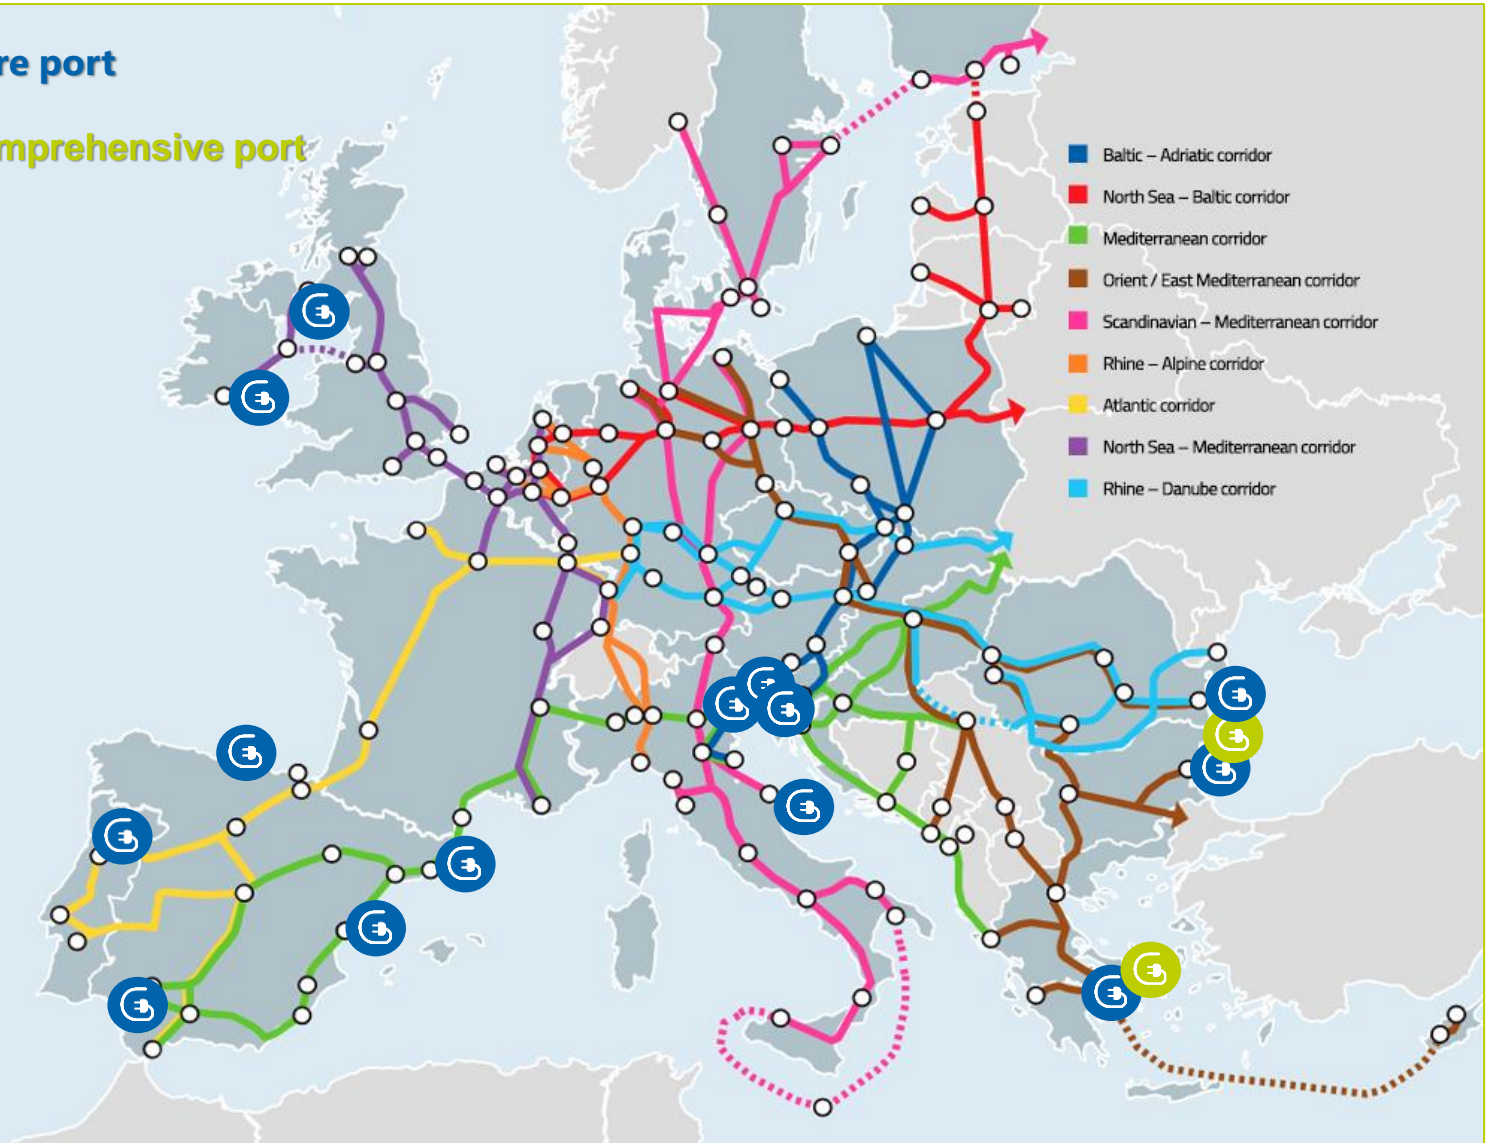 re port
mprehensive port
Baltic – Adriatic corridor
North Sea – Baltic corridor
Mediterranean corridor
Orient / East Mediterranean corridor
Scandinavian – Mediterranean corridor
Rhine – Alpine corridor
Atlantic corridor
North Sea – Mediterranean corridor
Rhine – Danube corridor